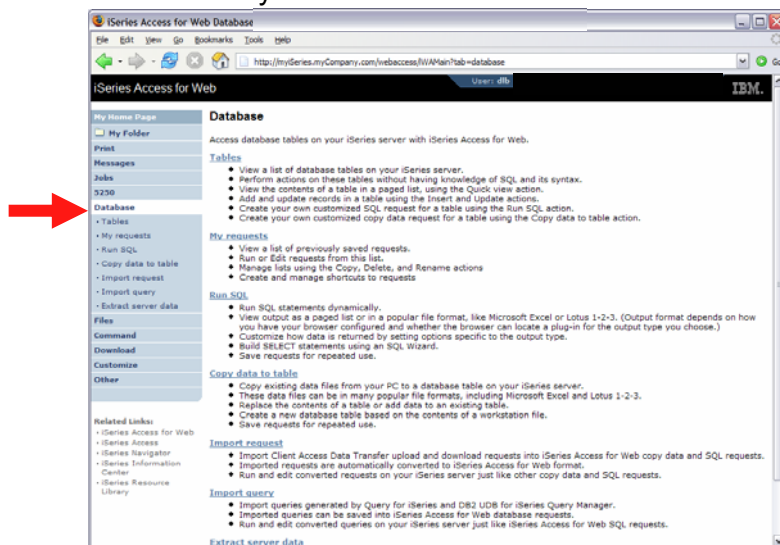 iSeries Access for Web Database
File Edit View Go Bookmarks Tools Help
http://myiSeries.myCompany.com/webaccess/iWAMain?tab=database
Go
iSeries Access for Web
User: dlb
IBM.
My Home Page
My Folder
Print
Messages
Jobs
5250
Database
• Tables
• My requests
• Run SQL
• Copy data to table
• Import request
• Import query
• Extract server data
Files
Command
Download
Customize
Other
Related Links:
• iSeries Access for Web
• iSeries Access
• iSeries Navigator
• iSeries Information
Center
• iSeries Resource
Library
Database
Access database tables on your iSeries server with iSeries Access for Web.
Tables
View a list of database tables on your iSeries server.
Perform actions on these tables without having knowledge of SQL and its syntax.
View the contents of a table in a paged list, using the Quick view action.
Add and update records in a table using the Insert and Update actions.
Create your own customized SQL request for a table using the Run SQL action.
Create your own customized copy data request for a table using the Copy data to table action.
My requests
View a list of previously saved requests.
Run or Edit requests from this list.
Manage lists using the Copy, Delete, and Rename actions
Create and manage shortcuts to requests
Run SQL
Run SQL statements dynamically.
View output as a paged list or in a popular file format, like Microsoft Excel or Lotus 1-2-3. (Output format depends on how
you have your browser configured and whether the browser can locate a plug-in for the output type you choose.)
Customize how data is returned by setting options specific to the output type.
Build SELECT statements using an SQL Wizard.
Save requests for repeated use.
Copy data to table
Copy existing data files from your PC to a database table on your iSeries server.
These data files can be in many popular file formats, including Microsoft Excel and Lotus 1-2-3.
Replace the contents of a table or add data to an existing table.
Create a new database table based on the contents of a workstation file.
Save requests for repeated use.
Import request
Import Client Access Data Transfer upload and download requests into iSeries Access for Web copy data and SQL requests.
Imported requests are automatically converted to iSeries Access for Web format.
Run and edit converted requests on your iSeries server just like other copy data and SQL requests.
Import query
Import queries generated by Query for iSeries and DB2 UDB for iSeries Query Manager.
Imported queries can be saved into iSeries Access for Web database requests.
Run and edit converted queries on your iSeries server just like iSeries Access for Web SQL requests.
Extract server data